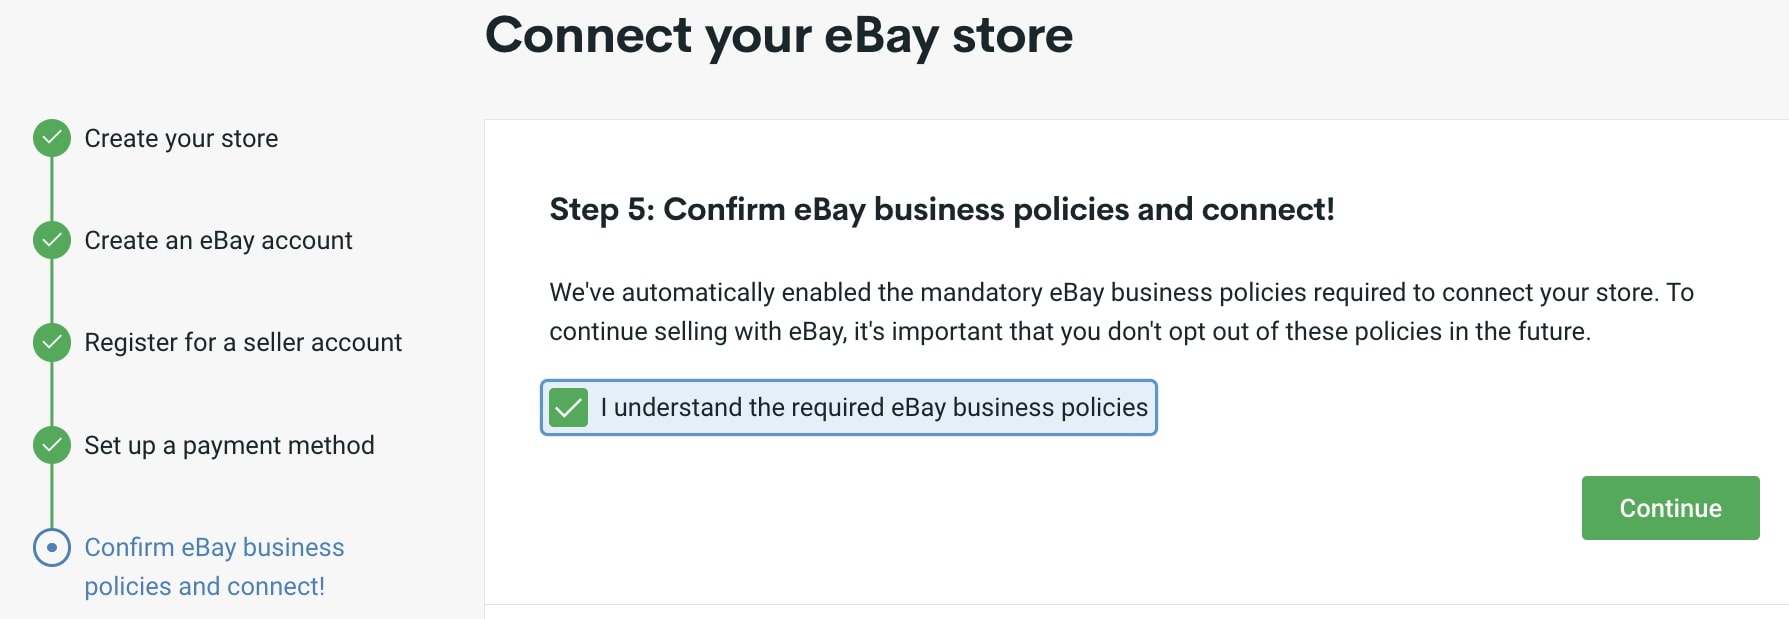 Connect your eBay store
Create your store
Create an eBay account
Register for a seller account
Set up a payment method
Confirm eBay business
policies and connect!
Step 5: Confirm eBay business policies and connect!
We've automatically enabled the mandatory eBay business policies required to connect your store. To
continue selling with eBay, it's important that you don't opt out of these policies in the future.
I understand the required eBay business policies
Continue